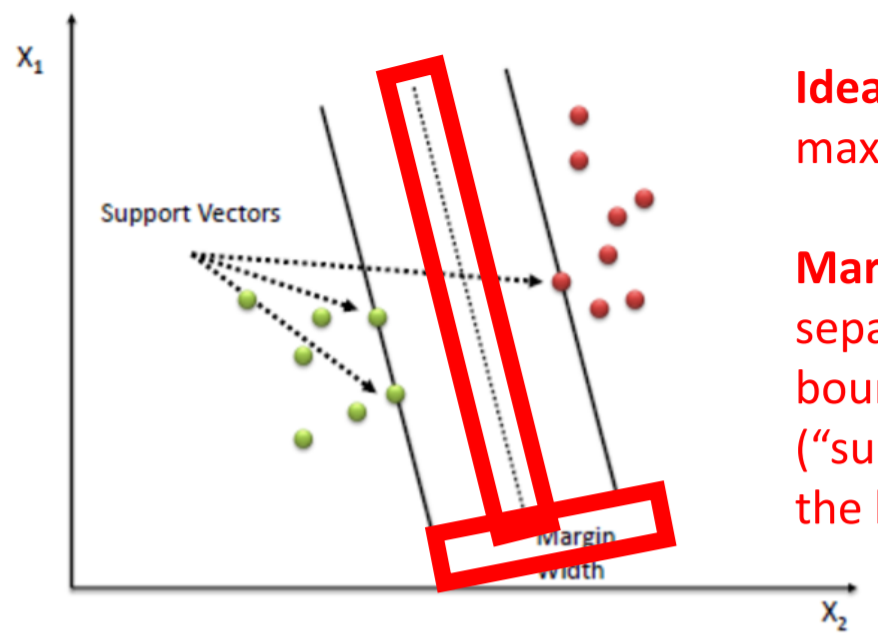 X1
Support Vectors
Margin
Width
X2
Idea
max
Mar
sepa
bour
("su
the